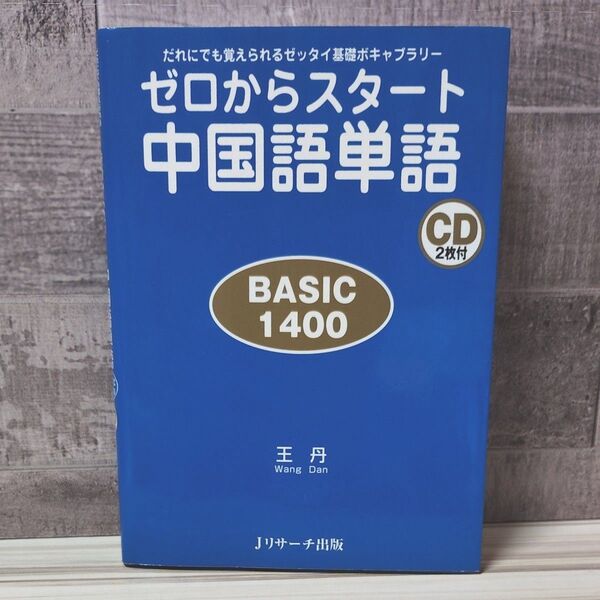 だれにでも覚えられるゼッタイ基礎ボキャブラリー
ゼロからスタート
中国語単語
CD
2枚付
BASIC
1400
王 丹
Wang Dan
Jリサーチ出版